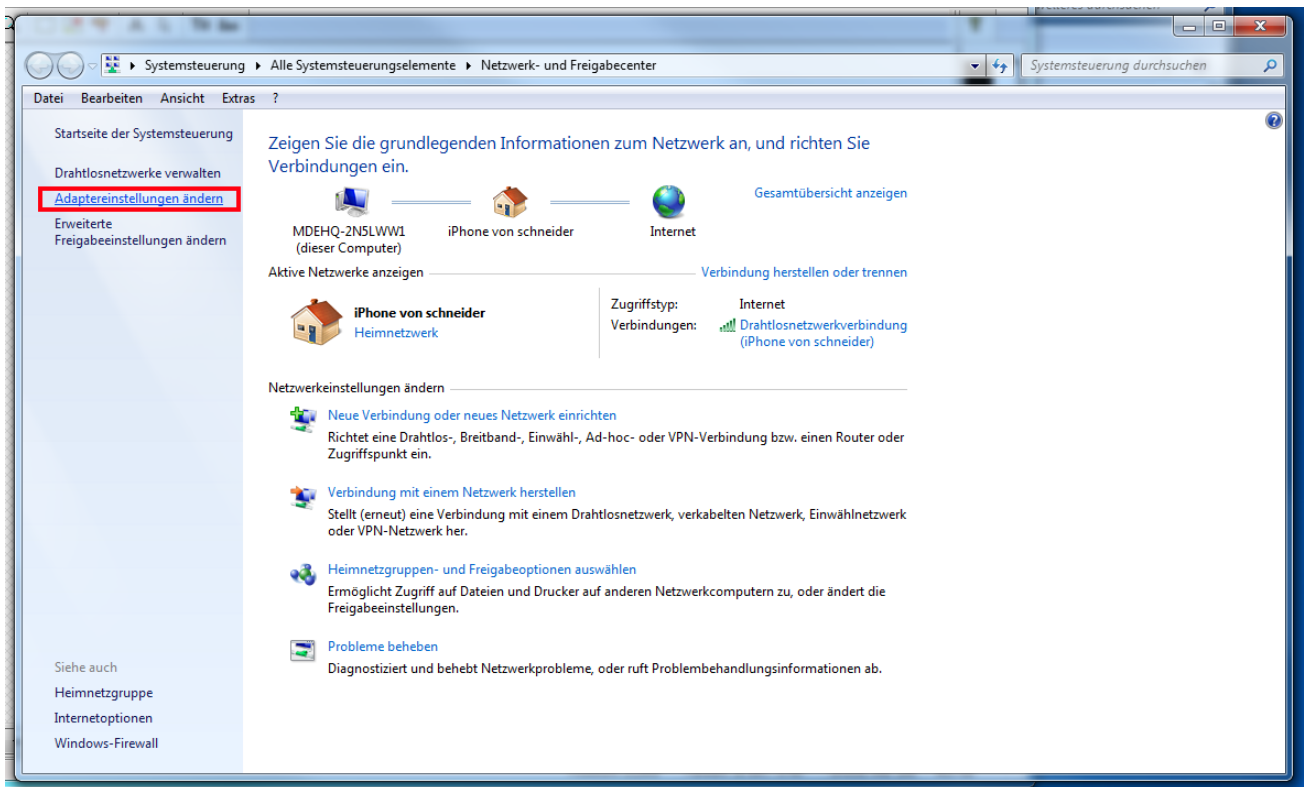 Systemsteuerung Alle Systemsteuerungselemente Netzwerk- und Freigabecenter
Systemsteuerung durchsuchen
Datei Bearbeiten Ansicht Extras ?
Startseite der Systemsteuerung
Drahtlosnetzwerke verwalten
Adaptereinstellungen ändern
Erweiterte
Freigabeeinstellungen ändern
Zeigen Sie die grundlegenden Informationen zum Netzwerk an, und richten Sie
Verbindungen ein.
Gesamtübersicht anzeigen
MDEHQ-2N5LWW1
(dieser Computer)
iPhone von schneider
Internet
Aktive Netzwerke anzeigen
Verbindung herstellen oder trennen
iPhone von schneider
Heimnetzwerk
Zugriffstyp: Internet
Verbindungen: Drahtlosnetzwerkverbindung
(iPhone von schneider)
Netzwerkeinstellungen ändern
Neue Verbindung oder neues Netzwerk einrichten
Richtet eine Drahtlos-, Breitband-, Einwähl-, Ad-hoc- oder VPN-Verbindung bzw. einen Router oder
Zugriffspunkt ein.
Verbindung mit einem Netzwerk herstellen
Stellt (erneut) eine Verbindung mit einem Drahtlosnetzwerk, verkabelten Netzwerk, Einwählnetzwerk
oder VPN-Netzwerk her.
Heimnetzgruppen- und Freigabeoptionen auswählen
Ermöglicht Zugriff auf Dateien und Drucker auf anderen Netzwerkcomputern zu, oder ändert die
Freigabeeinstellungen.
Probleme beheben
Diagnostiziert und behebt Netzwerkprobleme, oder ruft Problembehandlungsinformationen ab.
Siehe auch
Heimnetzgruppe
Internetoptionen
Windows-Firewall